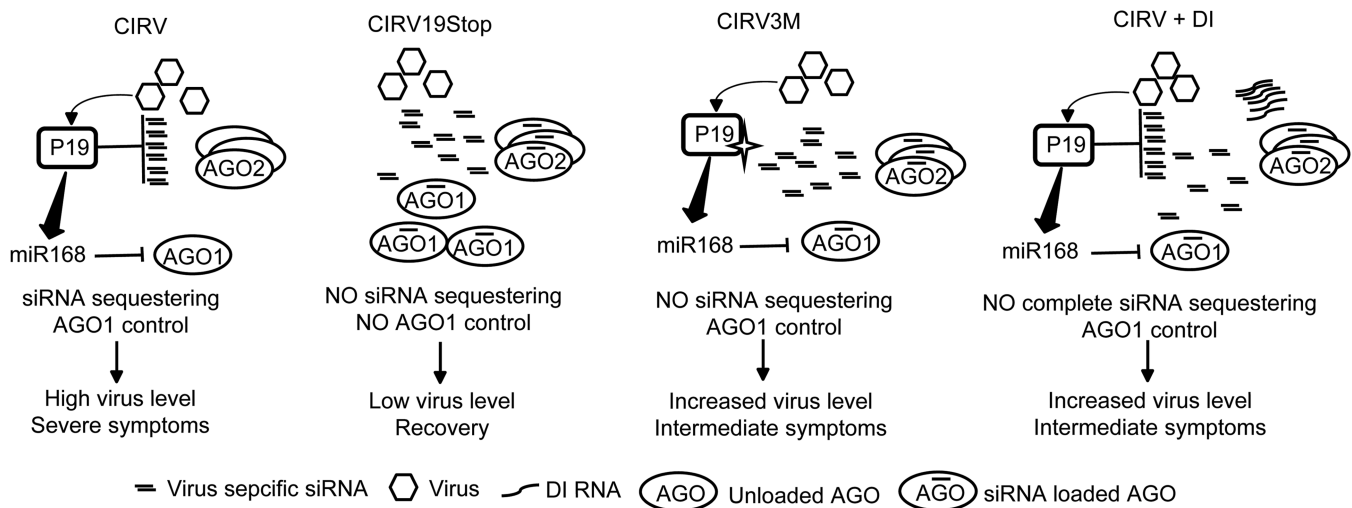 CIRV
P19
AGO2
miR168
AGO1
siRNA sequestering
AGO1 control
High virus level
Severe symptoms
CIRV19Stop
AGO2
AGO1
AGO1
AGO1
NO siRNA sequestering
NO AGO1 control
Low virus level
Recovery
CIRV3M
P19
AGO2
miR168
AGO1
NO siRNA sequestering
AGO1 control
Increased virus level
Intermediate symptoms
CIRV + DI
P19
AGO2
miR168
AGO1
NO complete siRNA sequestering
AGO1 control
Increased virus level
Intermediate symptoms
Virus sepcific siRNA
Virus
DI RNA
AGO
Unloaded AGO
AGO
siRNA loaded AGO